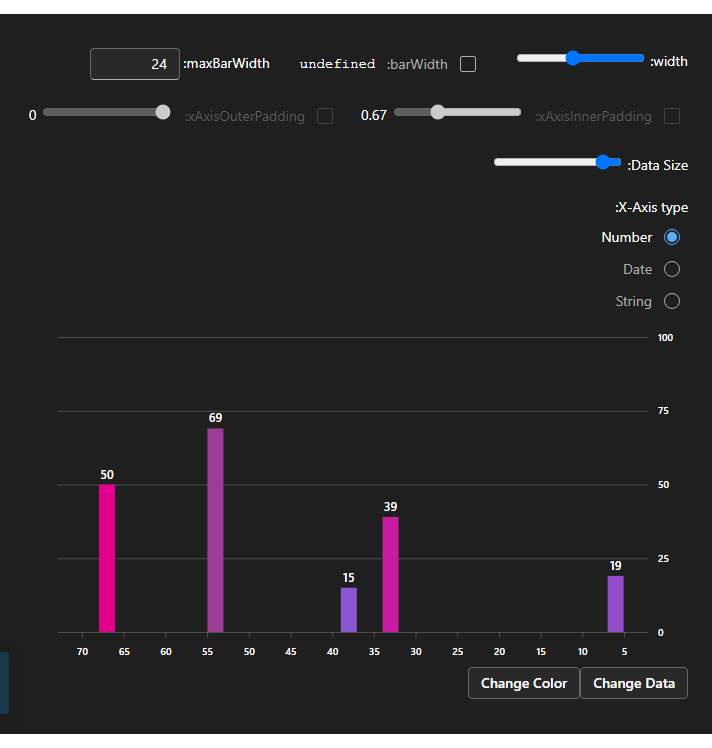 width:
barWidth: undefined
maxBarWidth: 24
xAxisInnerPadding: 0.67
xAxisOuterPadding: 0
Data Size:
X-Axis type:
Number
Date
String
100
75
50
25
0
69
50
39
19
15
70 65 60 55 50 45 40 35 30 25 20 15 10 5
Change Color Change Data